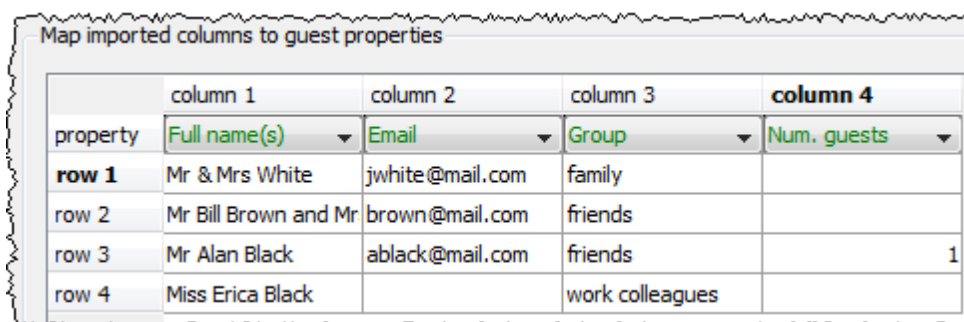 Map imported columns to guest properties
column 1 column 2 column 3 column 4
property Full name(s) Email Group Num. guests
row 1 Mr & Mrs White jwhite@mail.com family
row 2 Mr Bill Brown and Mr brown@mail.com friends
row 3 Mr Alan Black ablack@mail.com friends 1
row 4 Miss Erica Black work colleagues